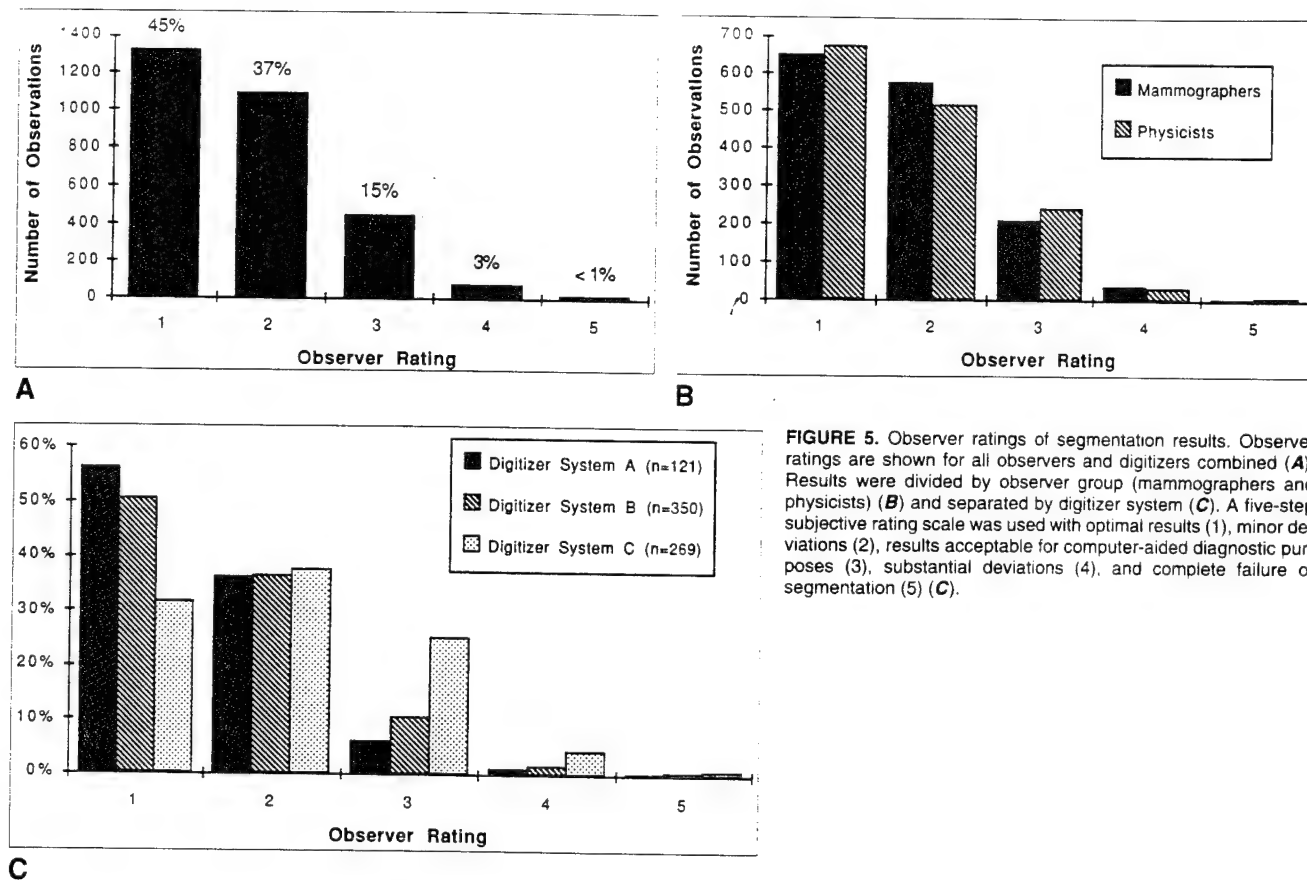 1400
1200
1000
800
600
400
200
0
Number of Observations
45%
37%
15%
3%
< 1%
1
2
3
4
5
Observer Rating
A
700
600
500
400
300
200
100
0
Number of Observations
Mammographers
Physicists
1
2
3
4
5
Observer Rating
B
60%
50%
40%
30%
20%
10%
0%
Digitizer System A (n=121)
Digitizer System B (n=350)
Digitizer System C (n=269)
1
2
3
4
5
Observer Rating
C
FIGURE 5. Observer ratings of segmentation results. Observe
ratings are shown for all observers and digitizers combined (A)
Results were divided by observer group (mammographers and
physicists) (B) and separated by digitizer system (C). A five-step
subjective rating scale was used with optimal results (1), minor de-
viations (2), results acceptable for computer-aided diagnostic pur-
poses (3), substantial deviations (4), and complete failure o
segmentation (5) (C).